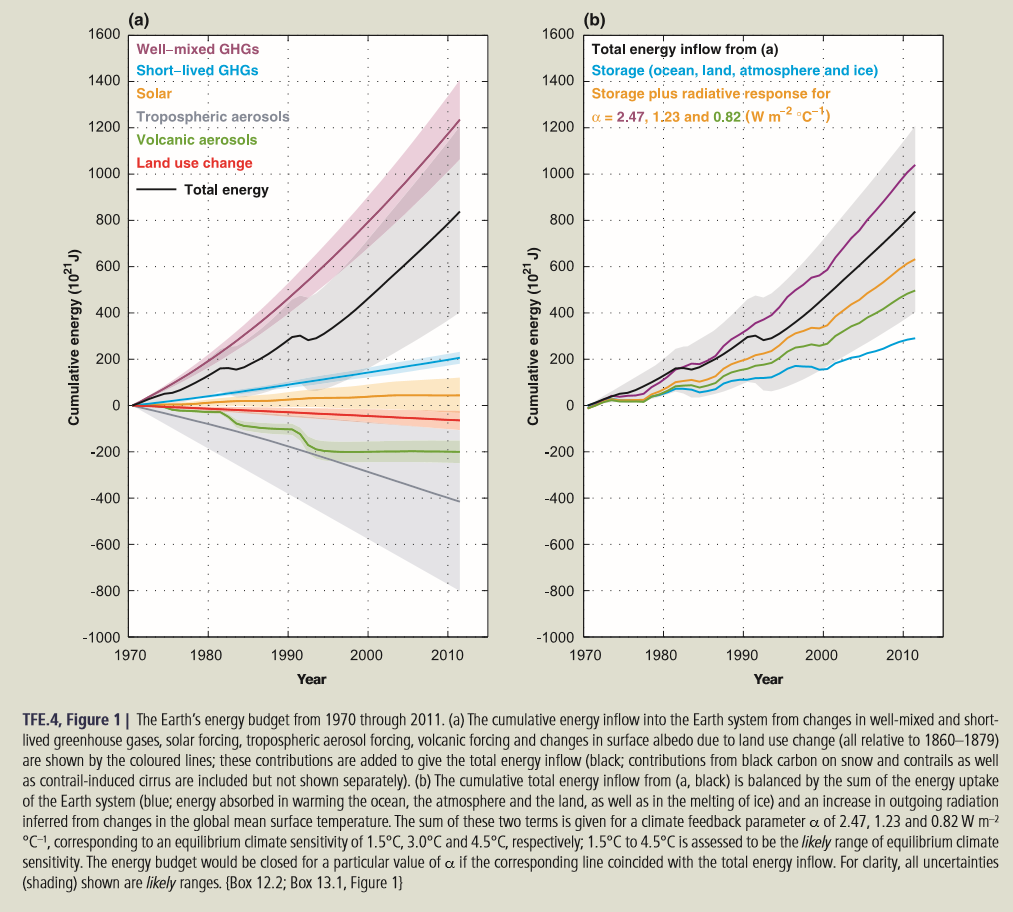 (a)
1600
1400
1200
1000
800
600
400
200
0
-200
-400
-600
-800
-1000
Cumulative energy (10²¹ J)
Well–mixed GHGs
Short–lived GHGs
Solar
Tropospheric aerosols
Volcanic aerosols
Land use change
Total energy
1970 1980 1990 2000 2010
Year
(b)
1600
1400
1200
1000
800
600
400
200
0
-200
-400
-600
-800
-1000
Cumulative energy (10²¹ J)
Total energy inflow from (a)
Storage (ocean, land, atmosphere and ice)
Storage plus radiative response for
α = 2.47, 1.23 and 0.82 (W m⁻² °C⁻¹)
1970 1980 1990 2000 2010
Year
TFE.4, Figure 1 | The Earth's energy budget from 1970 through 2011. (a) The cumulative energy inflow into the Earth system from changes in well-mixed and short-
lived greenhouse gases, solar forcing, tropospheric aerosol forcing, volcanic forcing and changes in surface albedo due to land use change (all relative to 1860–1879)
are shown by the coloured lines; these contributions are added to give the total energy inflow (black; contributions from black carbon on snow and contrails as well
as contrail-induced cirrus are included but not shown separately). (b) The cumulative total energy inflow from (a, black) is balanced by the sum of the energy uptake
of the Earth system (blue; energy absorbed in warming the ocean, the atmosphere and the land, as well as in the melting of ice) and an increase in outgoing radiation
inferred from changes in the global mean surface temperature. The sum of these two terms is given for a climate feedback parameter α of 2.47, 1.23 and 0.82 W m⁻²
°C⁻¹, corresponding to an equilibrium climate sensitivity of 1.5°C, 3.0°C and 4.5°C, respectively; 1.5°C to 4.5°C is assessed to be the likely range of equilibrium climate
sensitivity. The energy budget would be closed for a particular value of α if the corresponding line coincided with the total energy inflow. For clarity, all uncertainties
(shading) shown are likely ranges. {Box 12.2; Box 13.1, Figure 1}